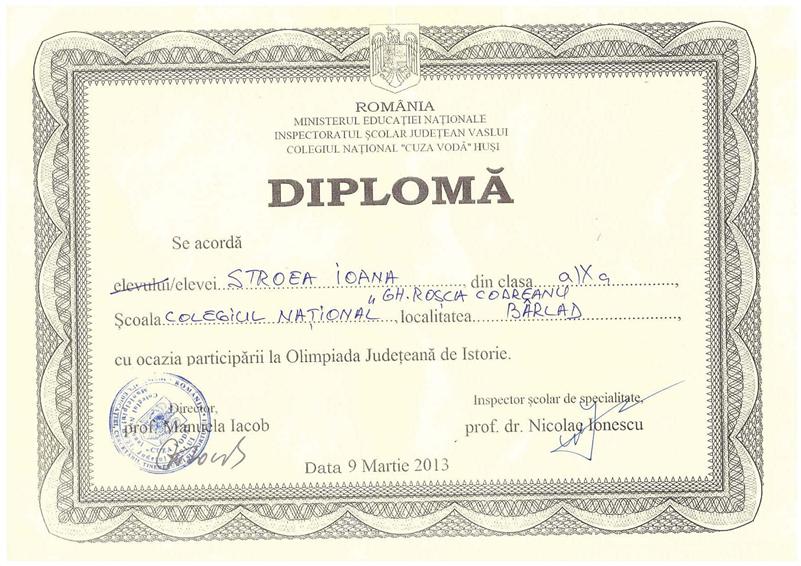 ROMÂNIA
MINISTERUL EDUCAȚIEI NAȚIONALE
INSPECTORATUL ȘCOLAR JUDEȚEAN VASLUI
COLEGIUL NAȚIONAL "CUZA VODĂ" HUȘI
DIPLOMĂ
Se acordă
elevului/elevei STROEA IOANA, din clasa a IX a,
Școala COLEGIUL NAȚIONAL „GH. ROȘCA CODREANU, localitatea BÂRLAD,
cu ocazia participării la Olimpiada Județeană de Istorie.
Director,
prof. Manuela Iacob
Inspector școlar de specialitate,
prof. dr. Nicolae Ionescu
Data 9 Martie 2013